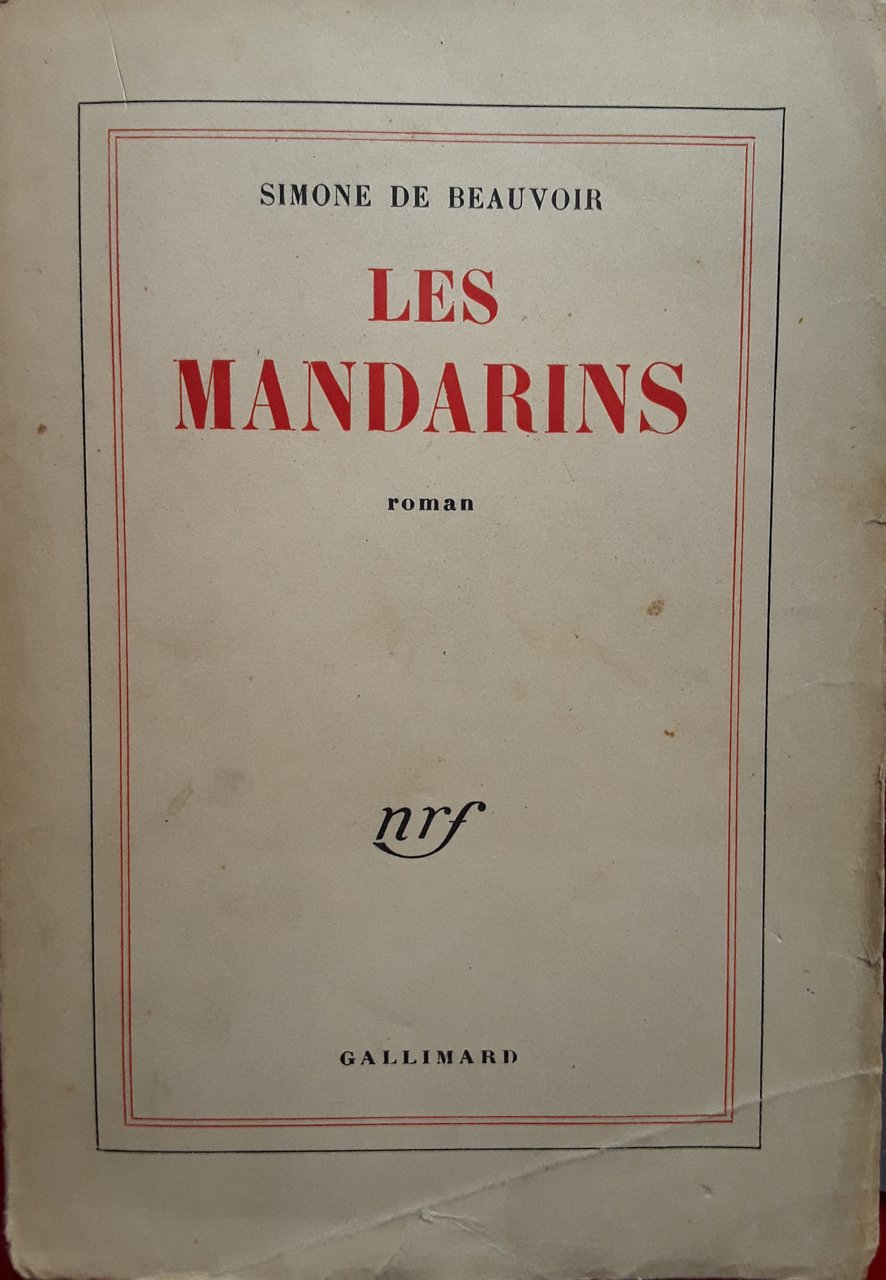 SIMONE DE BEAUVOIR
LES
MANDARINS
roman
nrf
GALLIMARD